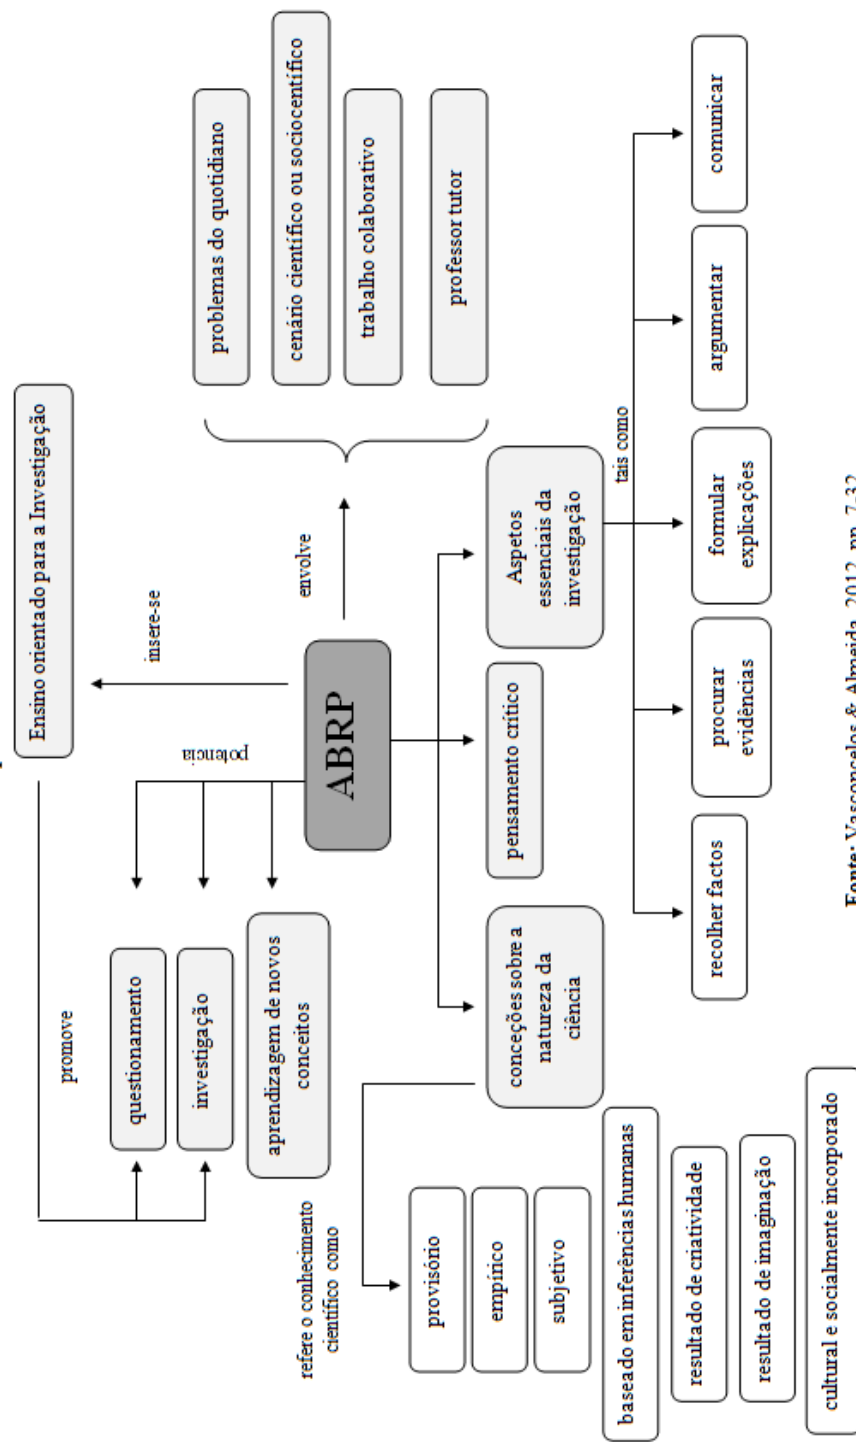 Ensino orientado para a Investigação
promove
insere-se
potencia
questionamento
investigação
aprendizagem de novos
conceitos
ABRP
envolve
problemas do quotidiano
cenário científico ou sociocentífico
trabalho colaborativo
professor tutor
refere o conhecimento
científico como
conceções sobre a
natureza da
ciência
pensamento crítico
Aspetos
essenciais da
investigação
provisório
empírico
subjetivo
baseado em inferências humanas
resultado de criatividade
resultado de imaginação
cultural e socialmente incorporado
tais como
recolher factos
procurar
evidências
formular
explicações
argumentar
comunicar
Fonte: Vasconcelos & Almeida, 2012, pp. 7-32